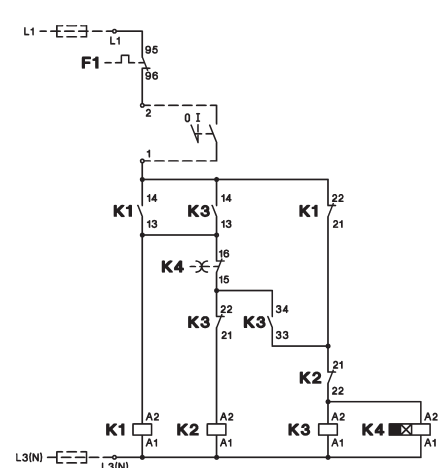 L1
L1
95
F1
96
2
0 I
1
14 14 22
K1 K3 K1
13 13 21
16
K4
15
22 34
K3 K3
21 33
21
K2
22
A2 A2 A2 A2
K1 K2 K3 K4
A1 A1 A1 A1
L3(N)
L3(N)